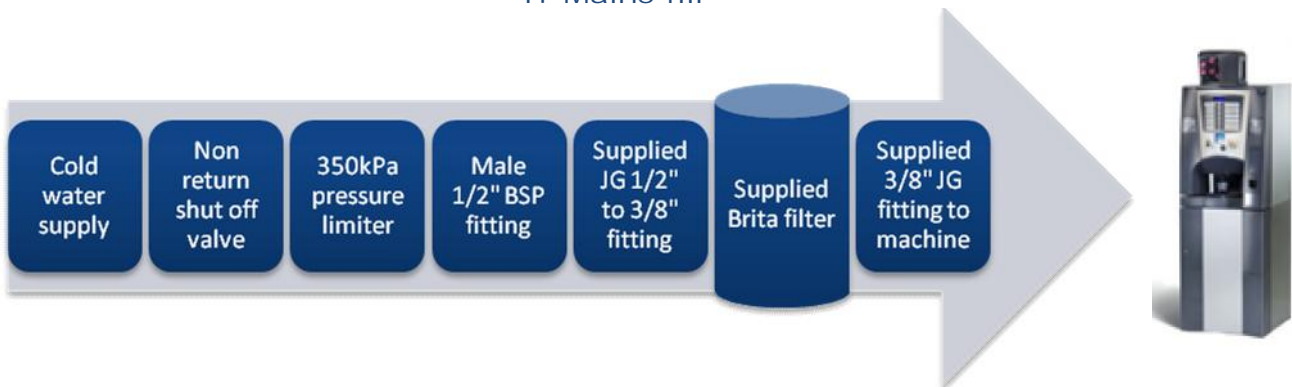 Cold
water
supply
Non
return
shut off
valve
350kPa
pressure
limiter
Male
1/2" BSP
fitting
Supplied
JG 1/2"
to 3/8"
fitting
Supplied
Brita filter
Supplied
3/8" JG
fitting to
machine